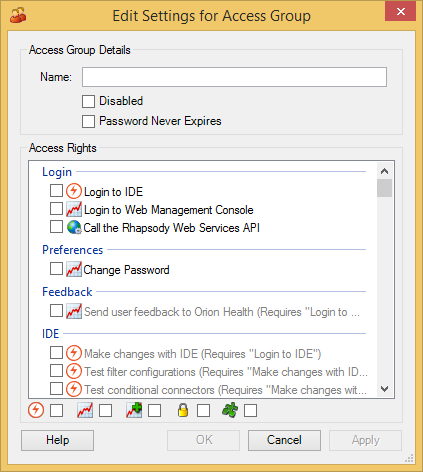 Edit Settings for Access Group
Access Group Details
Name:
Disabled
Password Never Expires
Access Rights
Login
Login to IDE
Login to Web Management Console
Call the Rhapsody Web Services API
Preferences
Change Password
Feedback
Send user feedback to Orion Health (Requires "Login to ...
IDE
Make changes with IDE (Requires "Login to IDE")
Test filter configurations (Requires "Make changes with ID...
Test conditional connectors (Requires "Make changes wit...
Help OK Cancel Apply